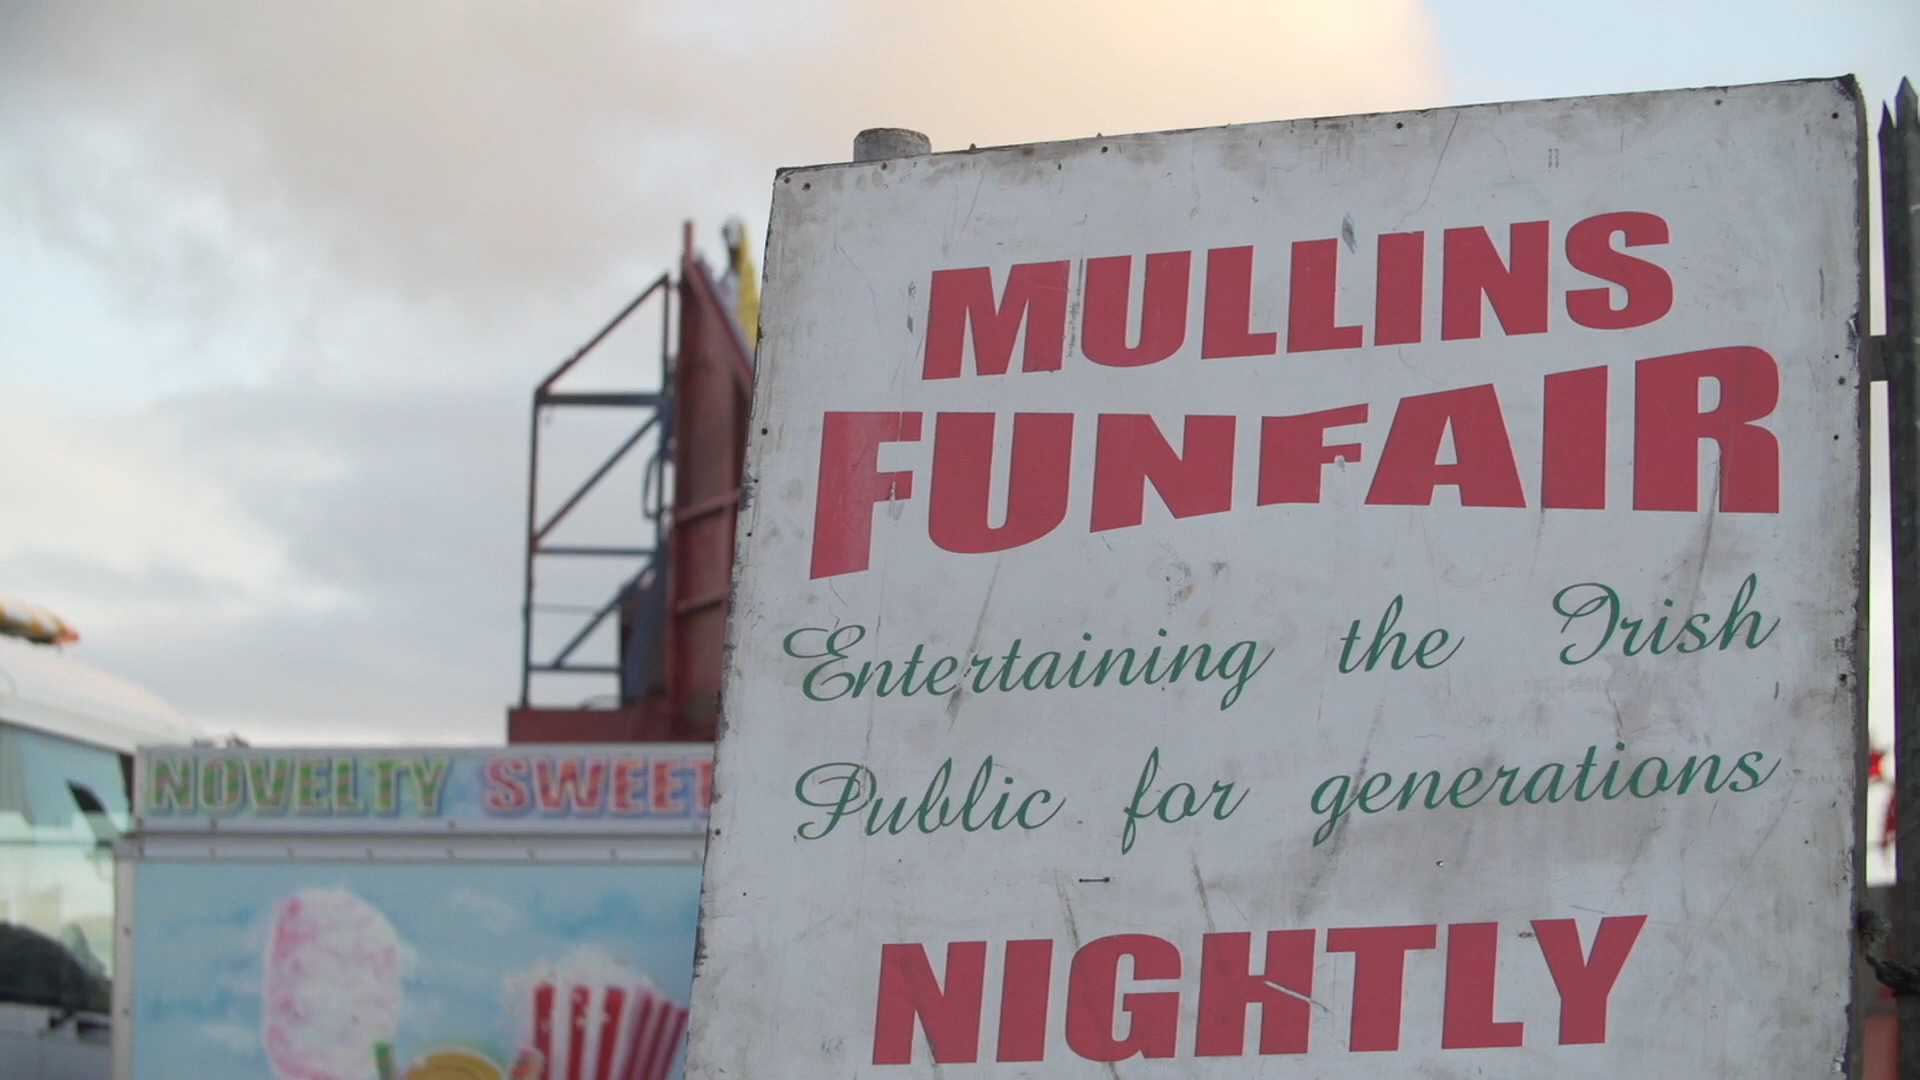 MULLINS
FUNFAIR
Entertaining the Irish
Public for generations
NIGHTLY
NOVELTY SWEET